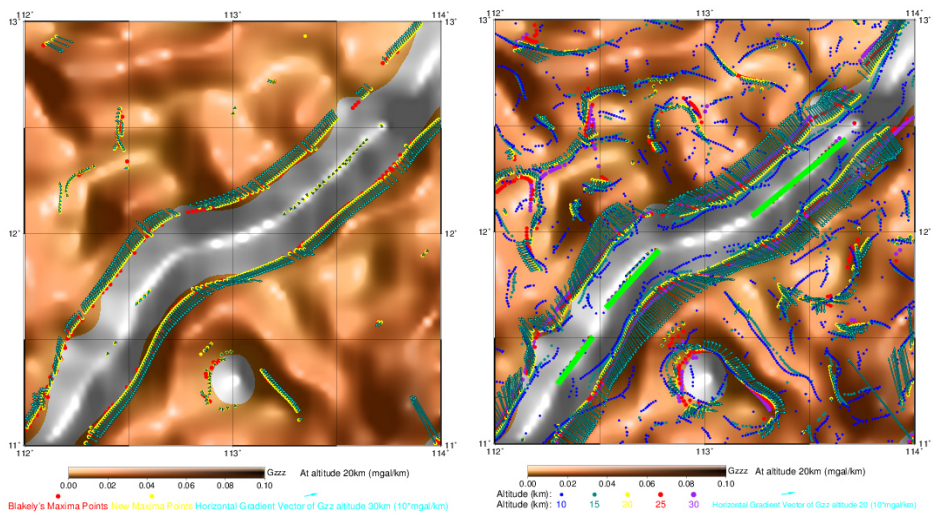 112˚ 113˚ 114˚
13˚ 13˚
12˚ 12˚
11˚ 11˚
112˚ 113˚ 114˚
Gzzz At altitude 20km (mgal/km)
0.00 0.02 0.04 0.06 0.08 0.10
Blakely's Maxima Points New Maxima Points Horizontal Gradieet Vector of Gzz altitude 30km (10*mgal/km)
112˚ 113˚ 114˚
13˚ 13˚
12˚ 12˚
11˚ 11˚
112˚ 113˚ 114˚
Gzzz At altitude 20km (mgal/km)
0.00 0.02 0.04 0.06 0.08 0.10
Altitude (km):
Altitude (km): 10 15 20 25 30 Horizontal Gradieet Vector of Gzz altitude 20 (10*mgal/km)